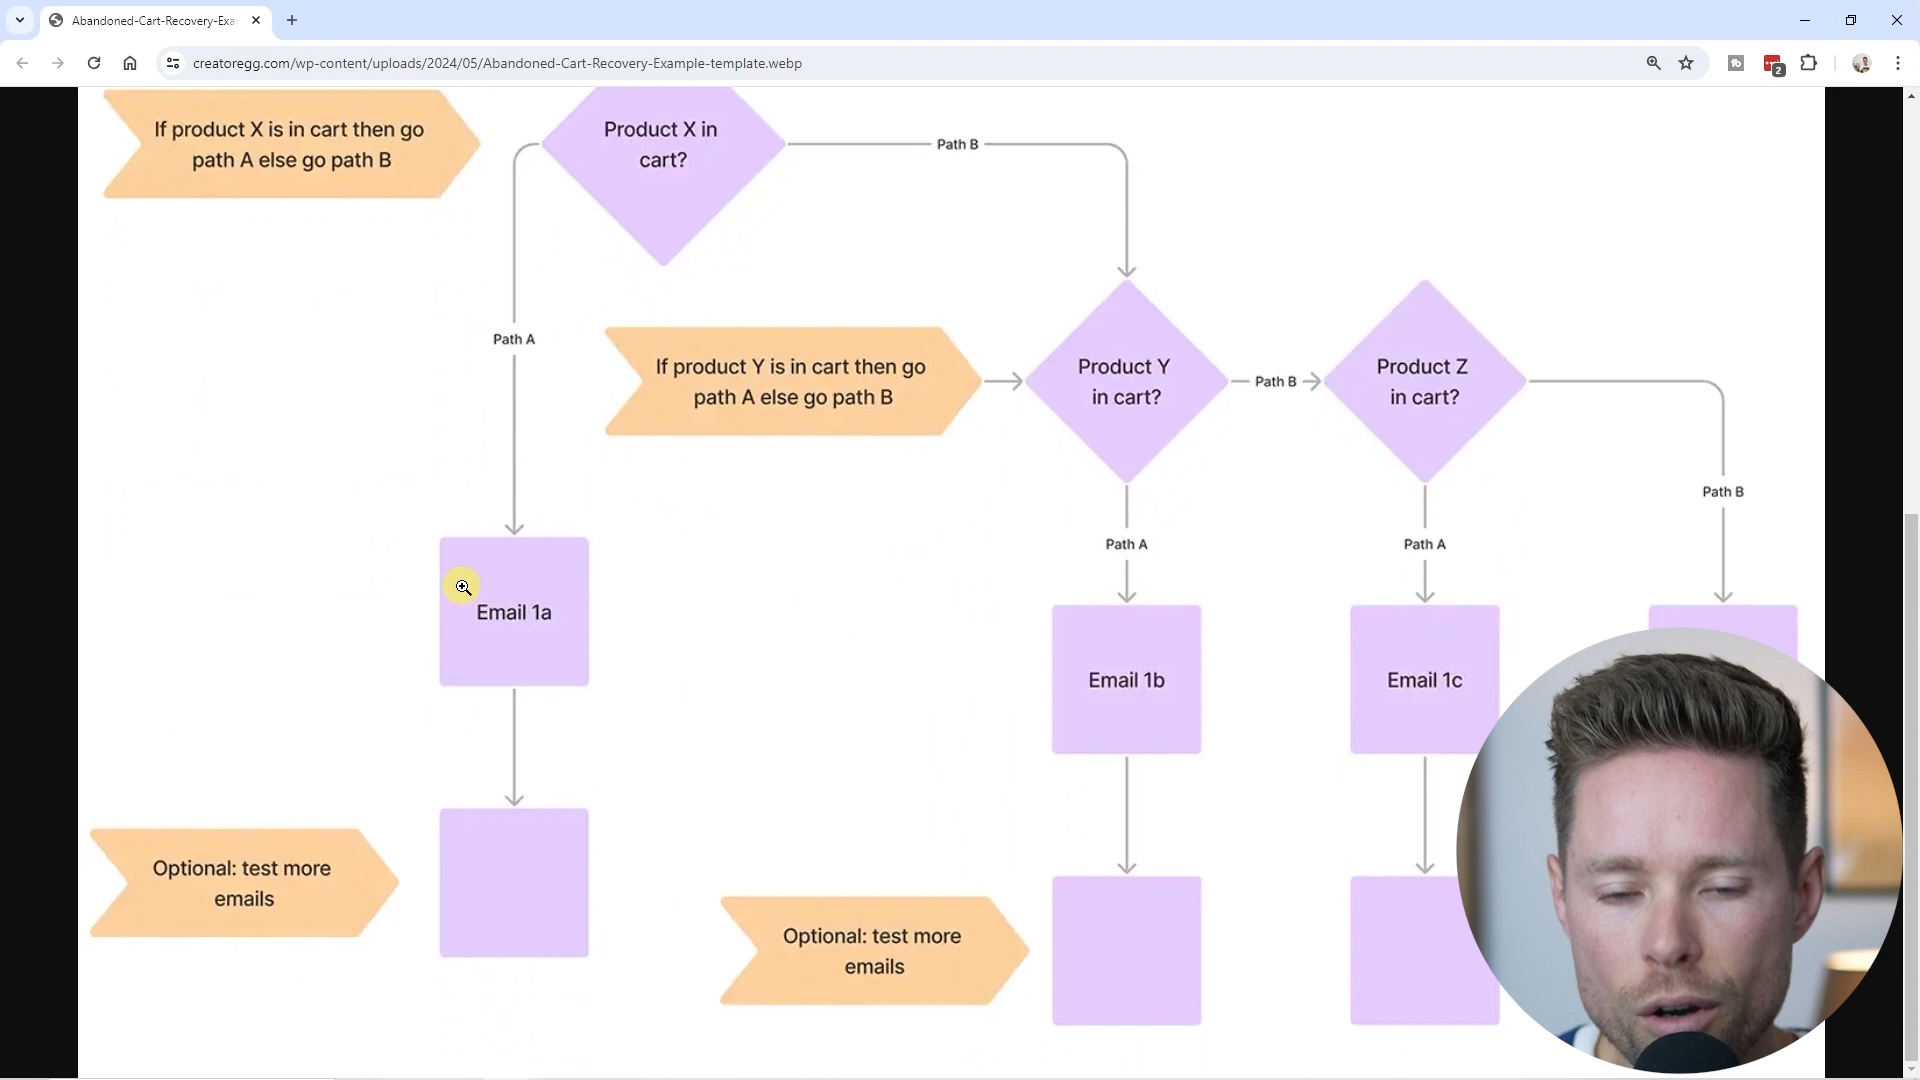 Abandoned-Cart-Recovery-Exa
creatoregg.com/wp-content/uploads/2024/05/Abandoned-Cart-Recovery-Example-template.webp
2
If product X is in cart then go
path A else go path B
Product X in
cart?
Path B
Path A
If product Y is in cart then go
path A else go path B
Product Y
in cart?
Path B
Product Z
in cart?
Path B
Path A
Path A
Email 1a
Email 1b
Email 1c
Optional: test more
emails
Optional: test more
emails